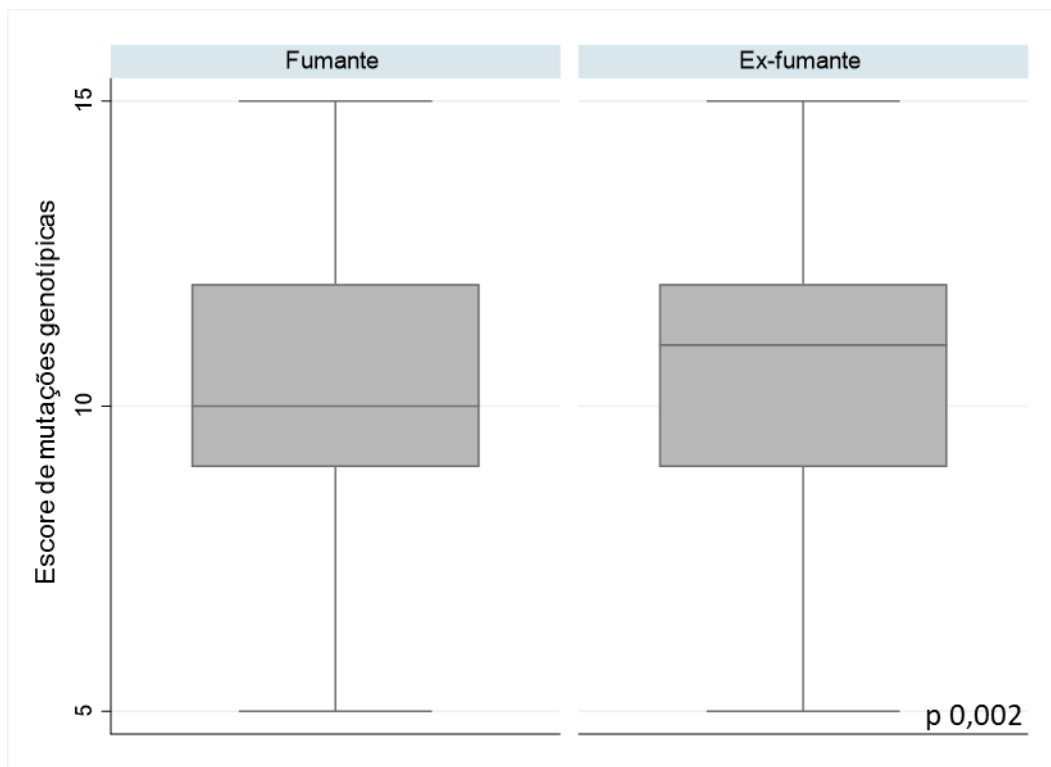 Fumante
Ex-fumante
Escore de mutações genotípicas
15
10
5
p 0,002